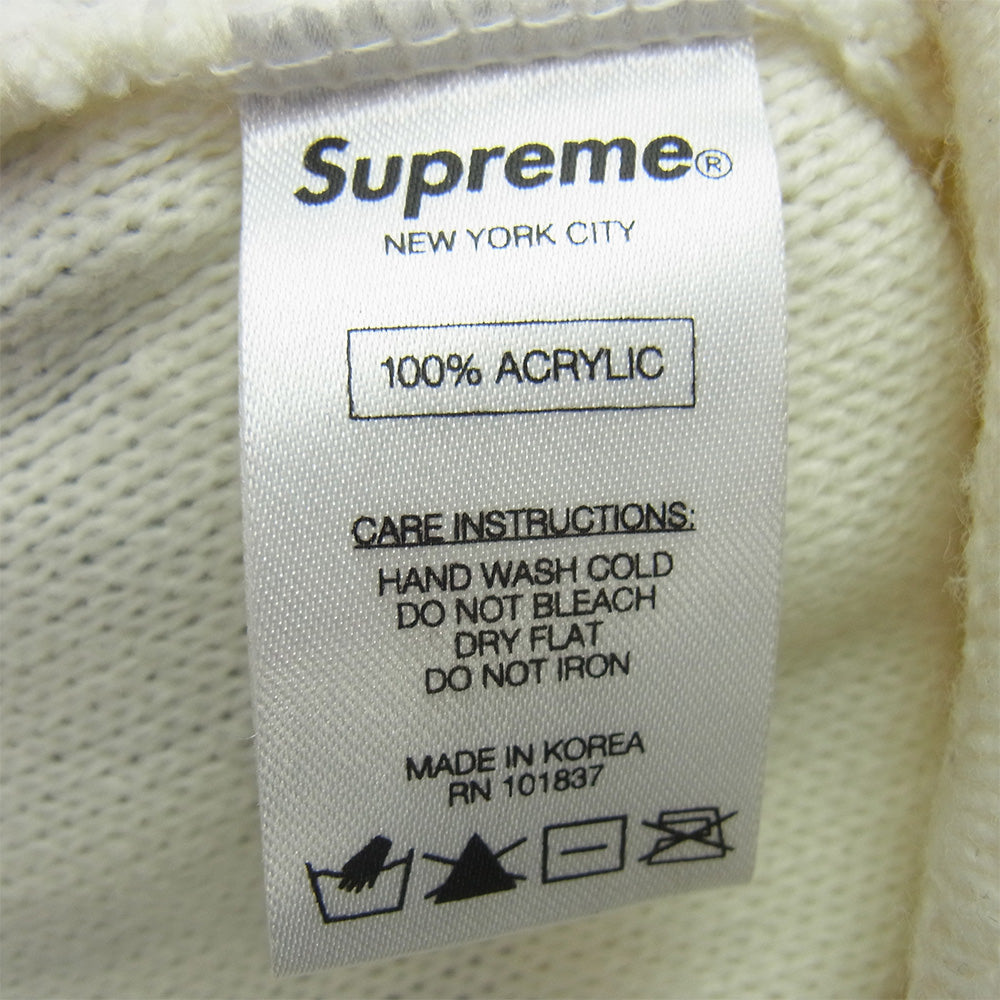 Supreme®
NEW YORK CITY
100% ACRYLIC
CARE INSTRUCTIONS:
HAND WASH COLD
DO NOT BLEACH
DRY FLAT
DO NOT IRON
MADE IN KOREA
RN 101837